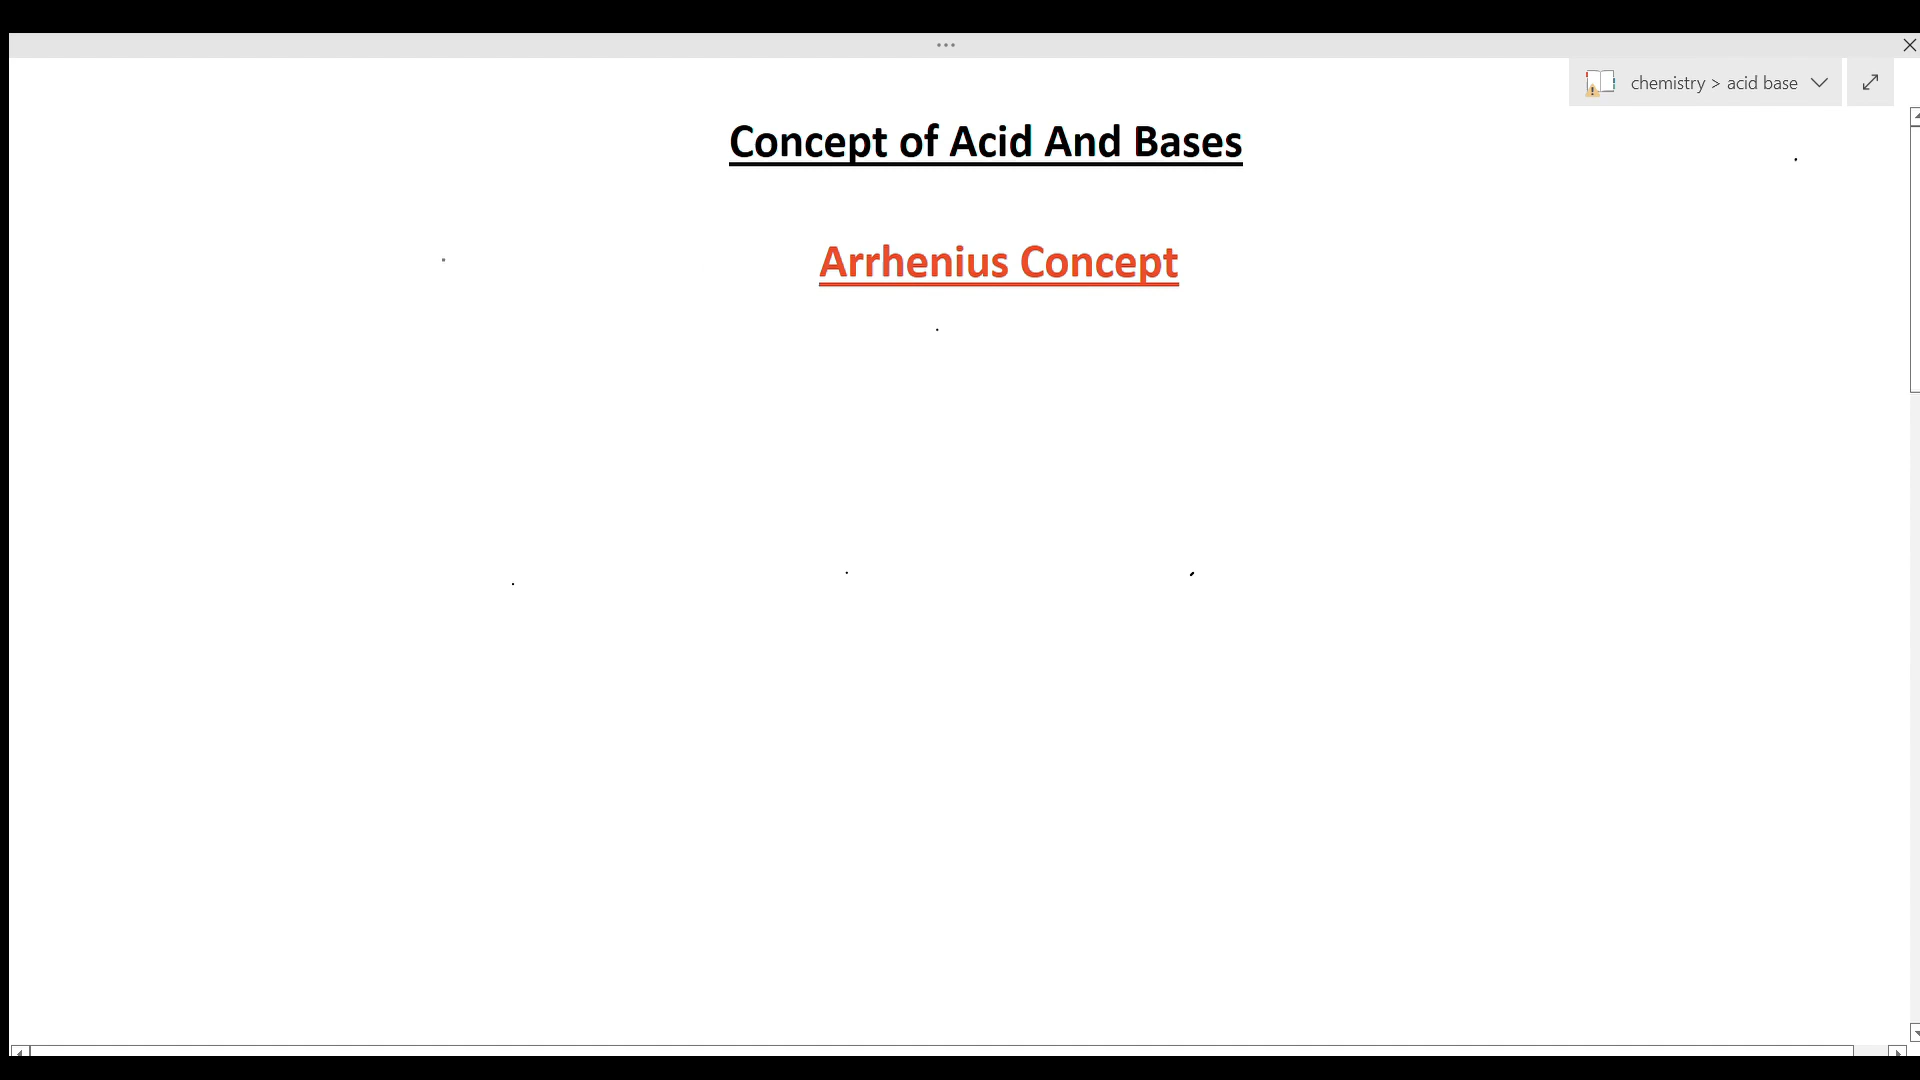 chemistry > acid base
Concept of Acid And Bases
Arrhenius Concept